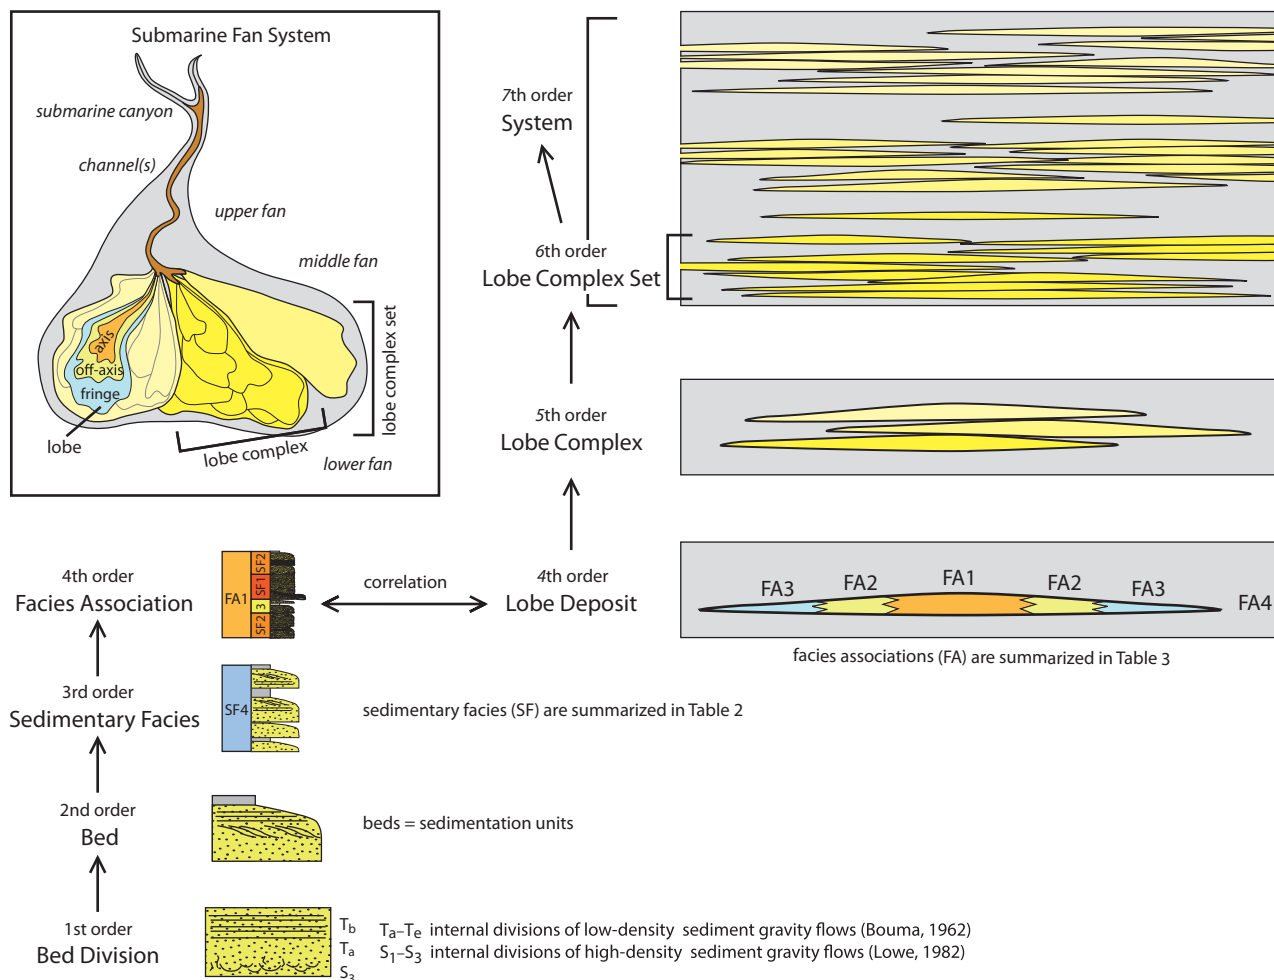 Submarine Fan System
submarine canyon
channel(s)
upper fan
middle fan
axis
off-axis
fringe
lobe
lobe complex
lobe complex set
lower fan
7th order
System
6th order
Lobe Complex Set
5th order
Lobe Complex
4th order
Facies Association
FA1
SF2
SF1
3
SF2
correlation
4th order
Lobe Deposit
FA3
FA2
FA1
FA2
FA3
FA4
facies associations (FA) are summarized in Table 3
3rd order
Sedimentary Facies
SF4
sedimentary facies (SF) are summarized in Table 2
2nd order
Bed
beds = sedimentation units
1st order
Bed Division
Tb
Ta
S3
Ta–Te internal divisions of low-density sediment gravity flows (Bouma, 1962)
S1–S3 internal divisions of high-density sediment gravity flows (Lowe, 1982)